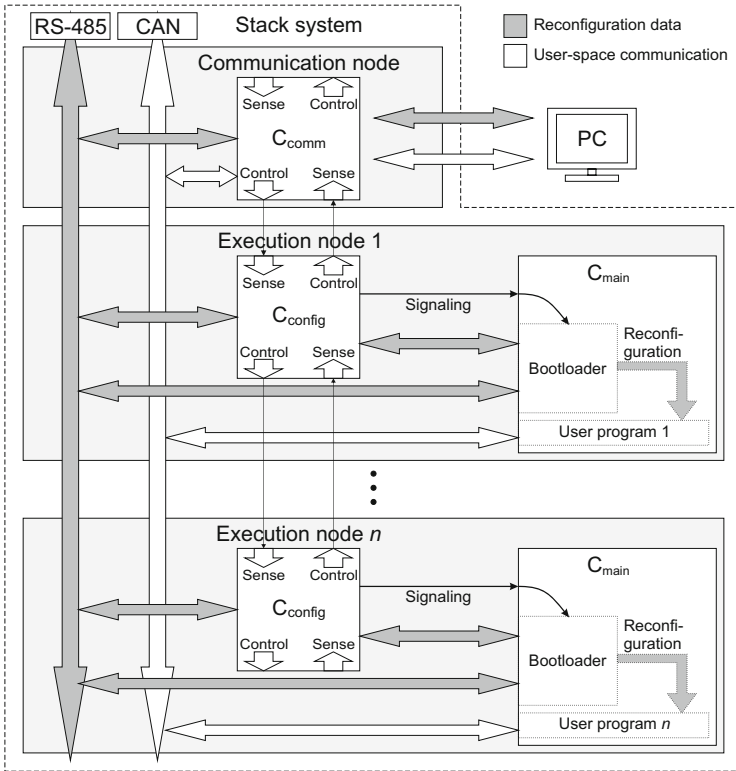 RS-485
CAN
Stack system
Reconfiguration data
User-space communication
Communication node
Sense
Control
Ccomm
Control
Sense
PC
Execution node 1
Sense
Control
Cconfig
Control
Sense
Signaling
Cmain
Bootloader
Reconfi-
guration
User program 1
Execution node n
Sense
Control
Cconfig
Control
Sense
Signaling
Cmain
Bootloader
Reconfi-
guration
User program n